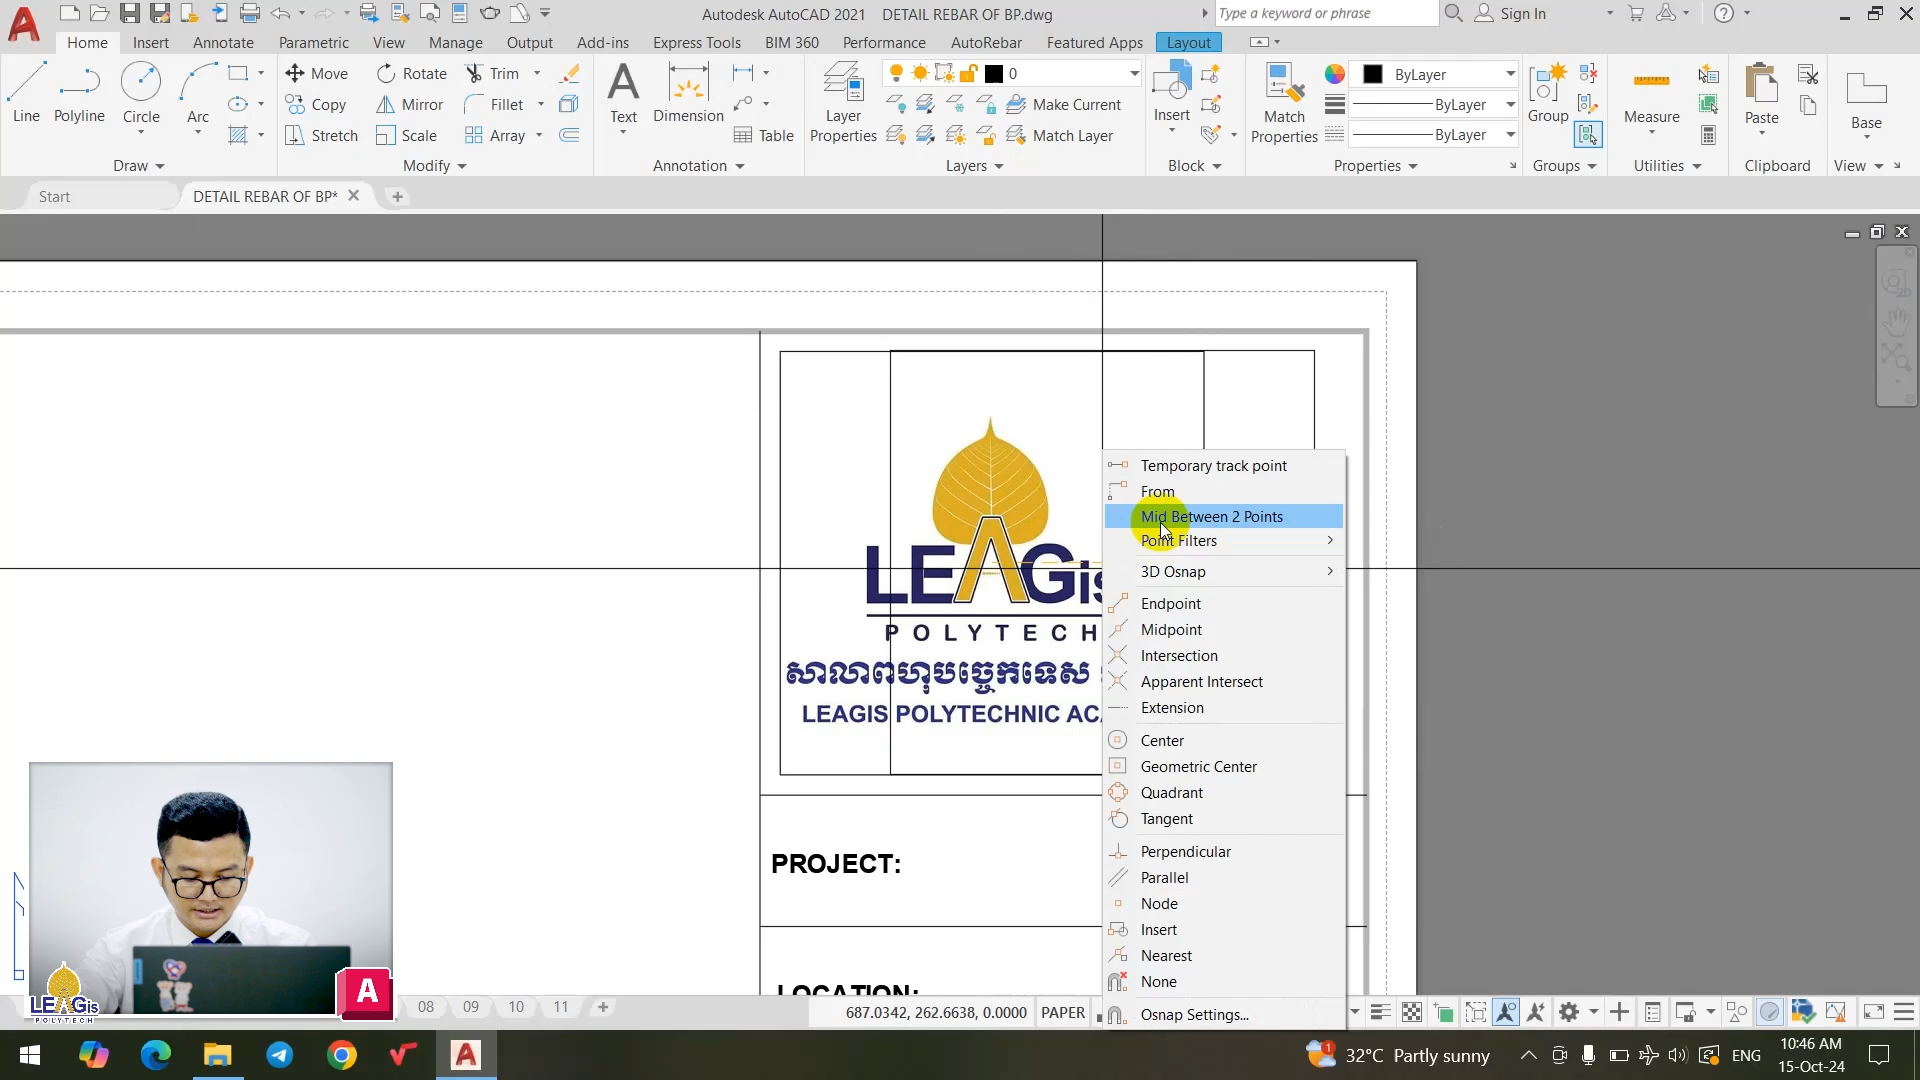 Autodesk AutoCAD 2021 DETAIL REBAR OF BP.dwg
Type a keyword or phrase
Sign In
Home Insert Annotate Parametric View Manage Output Add-ins Express Tools BIM 360 Performance AutoRebar Featured Apps Layout
Line
Polyline
Circle
Arc
Move
Rotate
Trim
Copy
Mirror
Fillet
Stretch
Scale
Array
Text
Dimension
Table
Layer
Properties
0
Make Current
Match Layer
Insert
Match
Properties
ByLayer
ByLayer
ByLayer
Group
Measure
Paste
Base
Draw
Modify
Annotation
Layers
Block
Properties
Groups
Utilities
Clipboard
View
Start
DETAIL REBAR OF BP*
LEAGis
POLYTECH
សាលាពហុបច្ចេកទេស
LEAGIS POLYTECHNIC
PROJECT:
LOCATION:
Temporary track point
From
Mid Between 2 Points
Point Filters
3D Osnap
Endpoint
Midpoint
Intersection
Apparent Intersect
Extension
Center
Geometric Center
Quadrant
Tangent
Perpendicular
Parallel
Node
Insert
Nearest
None
Osnap Settings...
LEAGis
POLYTECH
A
08 09 10 11
687.0342, 262.6638, 0.0000 PAPER
32°C Partly sunny
ENG
10:46 AM
15-Oct-24